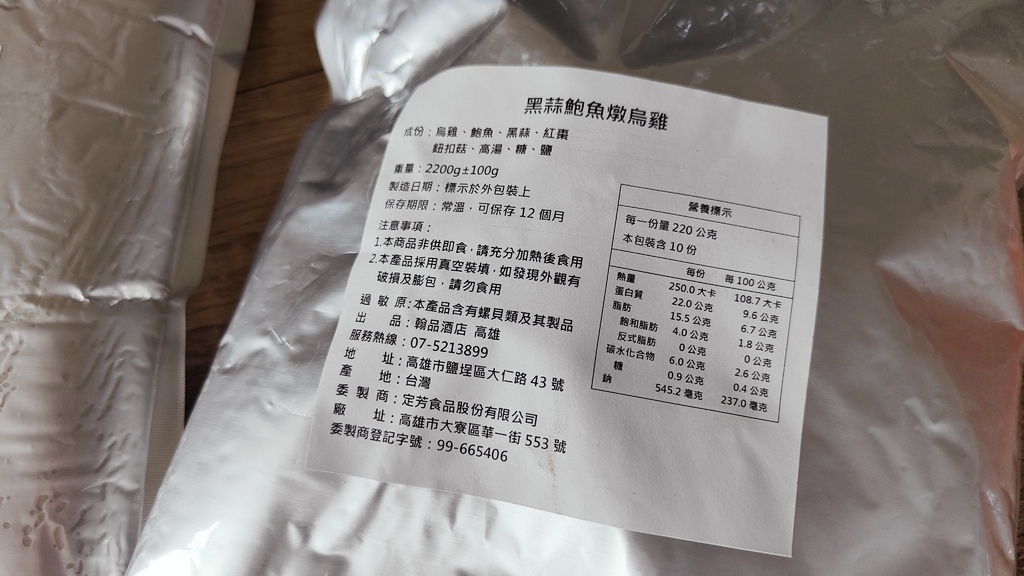 黑蒜鮑魚燉烏雞
成份：烏雞、鮑魚、黑蒜、紅棗
鈕扣菇、高湯、糖、鹽
重量：2200g±100g
製造日期：標示於外包裝上
保存期限：常溫，可保存 12 個月
注意事項：
1.本商品非供即食，請充分加熱後食用
2.本產品採用真空裝填，如發現外觀有
破損及膨包，請勿食用
過敏原：本產品含有螺貝類及其製品
出品：翰品酒店 高雄
服務熱線：07-5213899
地址：高雄市鹽埕區大仁路 43 號
產地：台灣
委製商：定芳食品股份有限公司
廠址：高雄市大寮區華一街 553 號
委製商登記字號：99-665406
營養標示
每一份量 220 公克
本包裝含 10 份
每份 每 100 公克
熱量 250.0 大卡 108.7 大卡
蛋白質 22.0 公克 9.6 公克
脂肪 15.5 公克 6.7 公克
飽和脂肪 4.0 公克 1.8 公克
反式脂肪 0 公克 0 公克
碳水化合物 6.0 公克 2.6 公克
糖 0.9 公克 0.4 公克
鈉 545.2 毫克 237.0 毫克